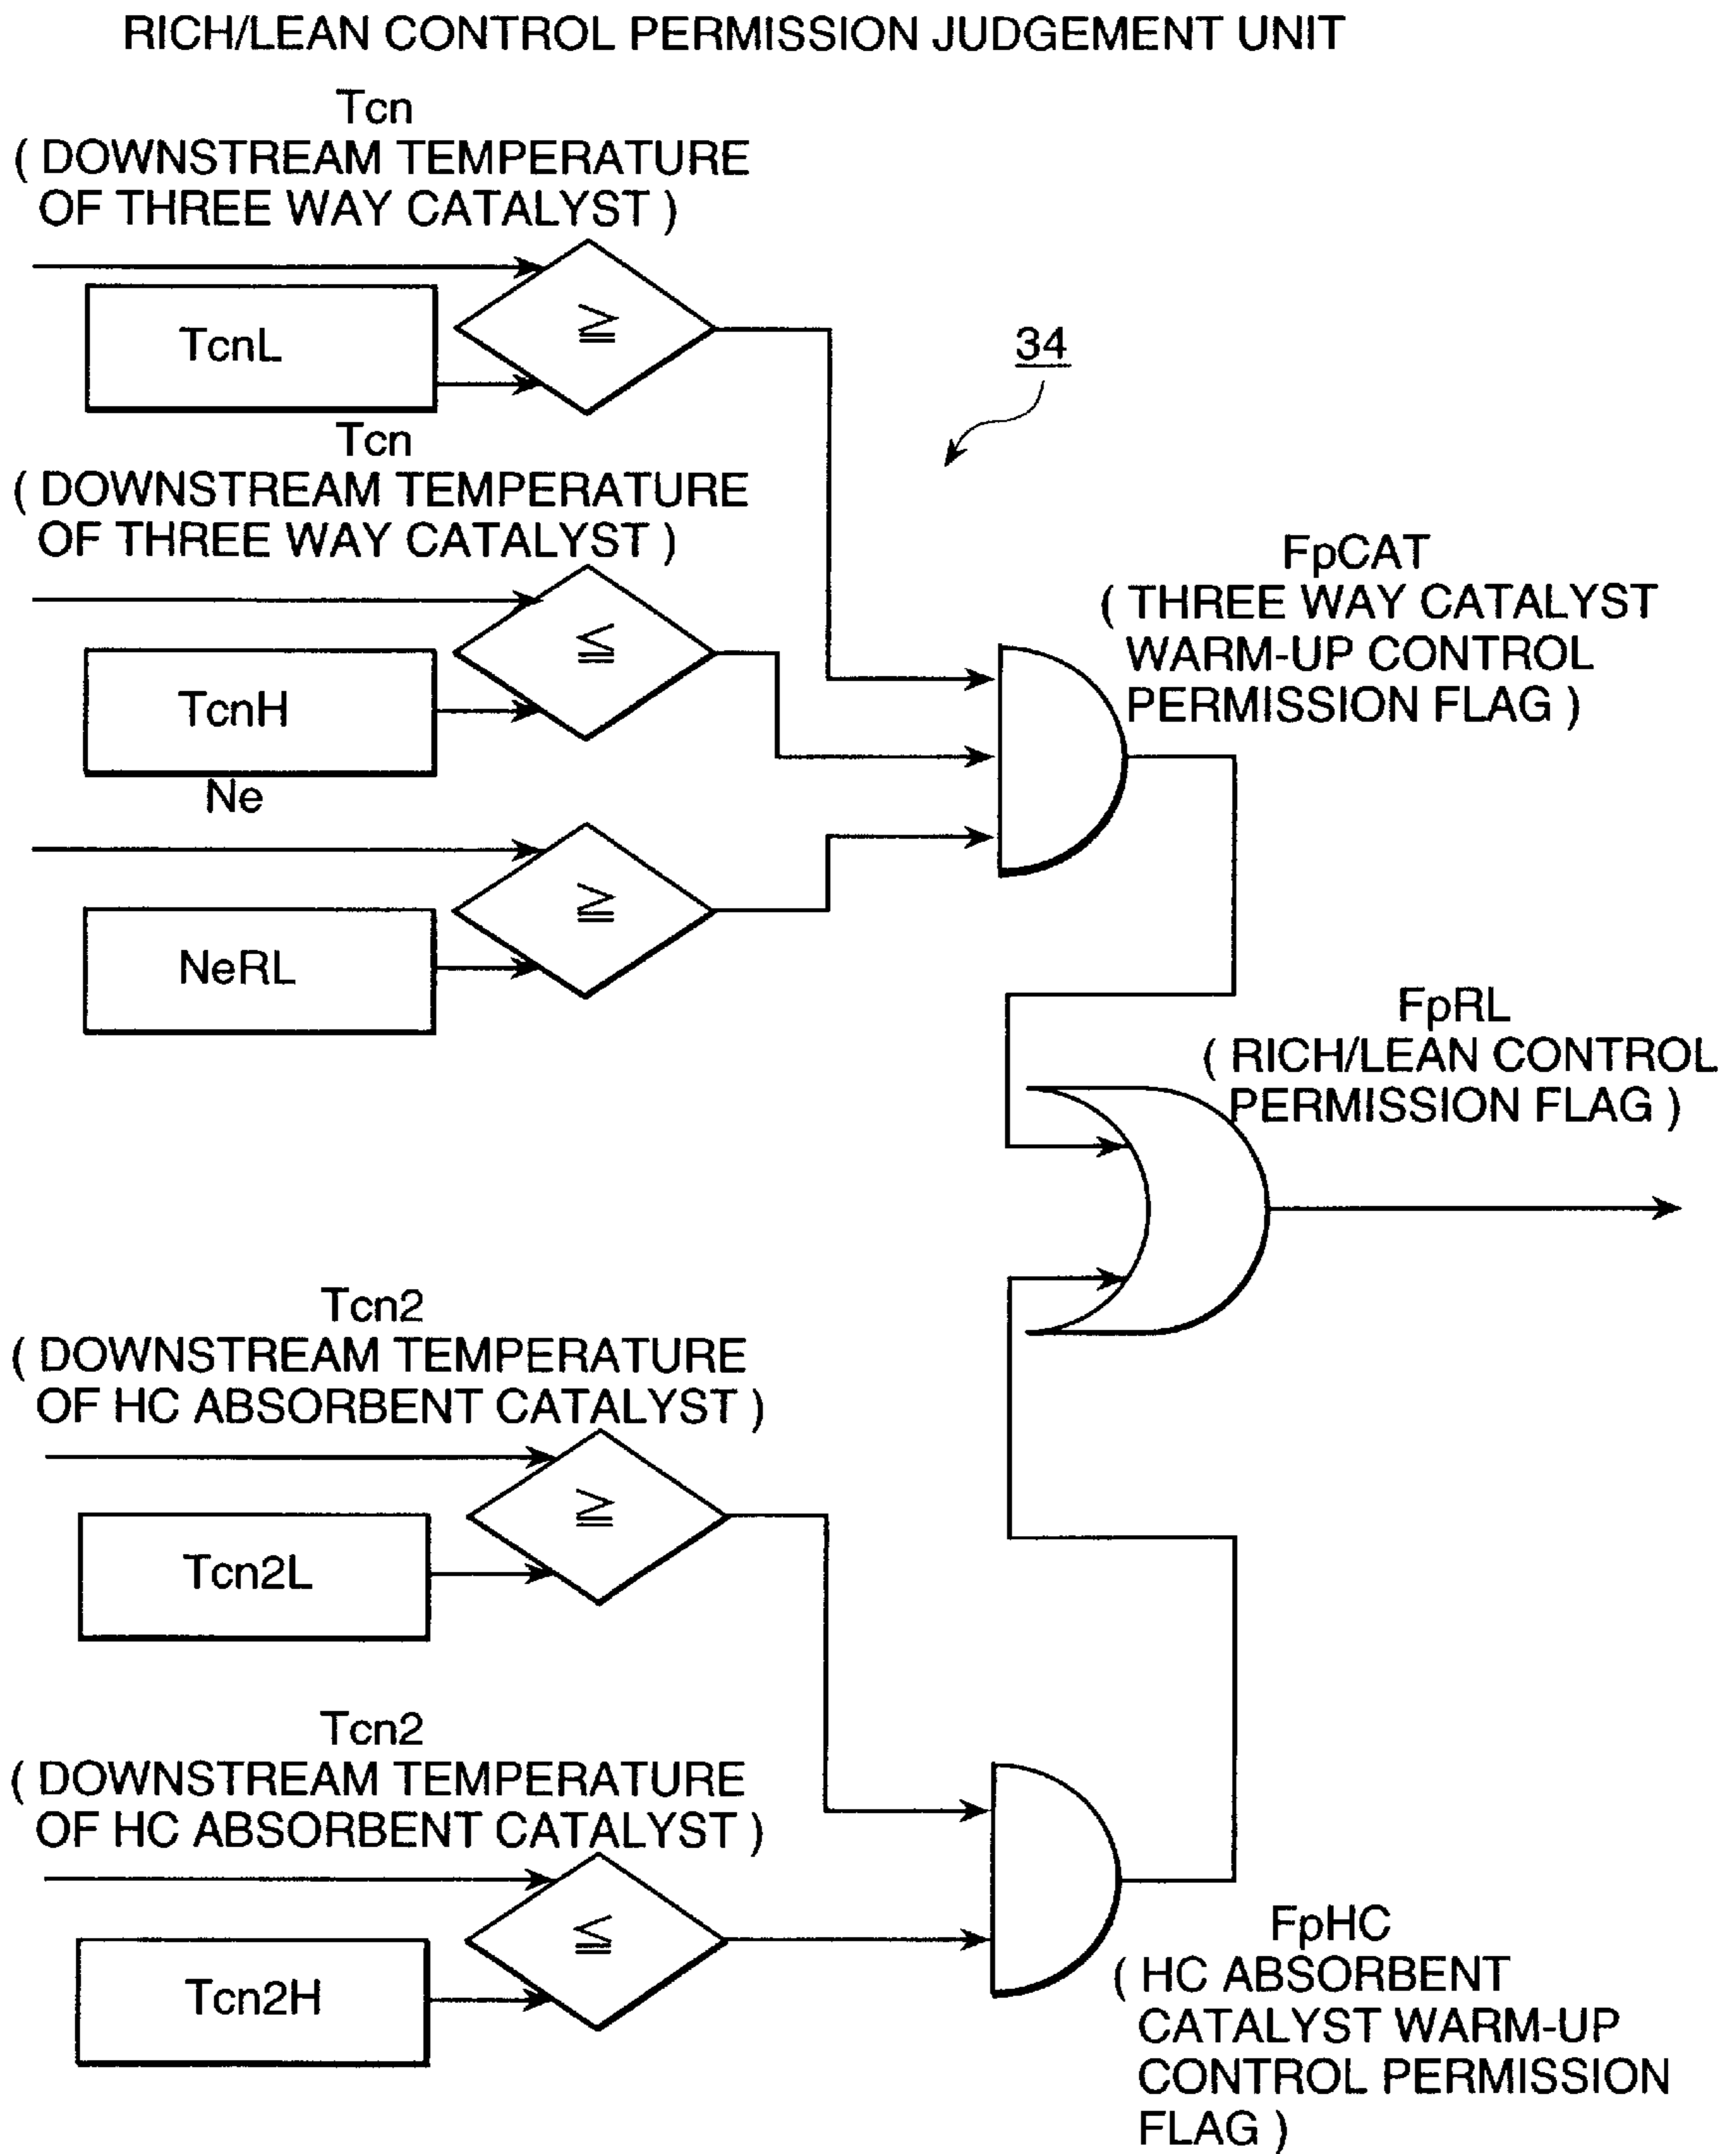 RICH/LEAN CONTROL PERMISSION JUDGEMENT UNIT
Tcn
( DOWNSTREAM TEMPERATURE
OF THREE WAY CATALYST )
≧
TcnL
34
Tcn
( DOWNSTREAM TEMPERATURE
OF THREE WAY CATALYST )
≦
TcnH
FpCAT
( THREE WAY CATALYST
WARM-UP CONTROL
PERMISSION FLAG )
Ne
≧
NeRL
FpRL
( RICH/LEAN CONTROL
PERMISSION FLAG )
Tcn2
( DOWNSTREAM TEMPERATURE
OF HC ABSORBENT CATALYST )
≧
Tcn2L
Tcn2
( DOWNSTREAM TEMPERATURE
OF HC ABSORBENT CATALYST )
≦
Tcn2H
FpHC
( HC ABSORBENT
CATALYST WARM-UP
CONTROL PERMISSION
FLAG )